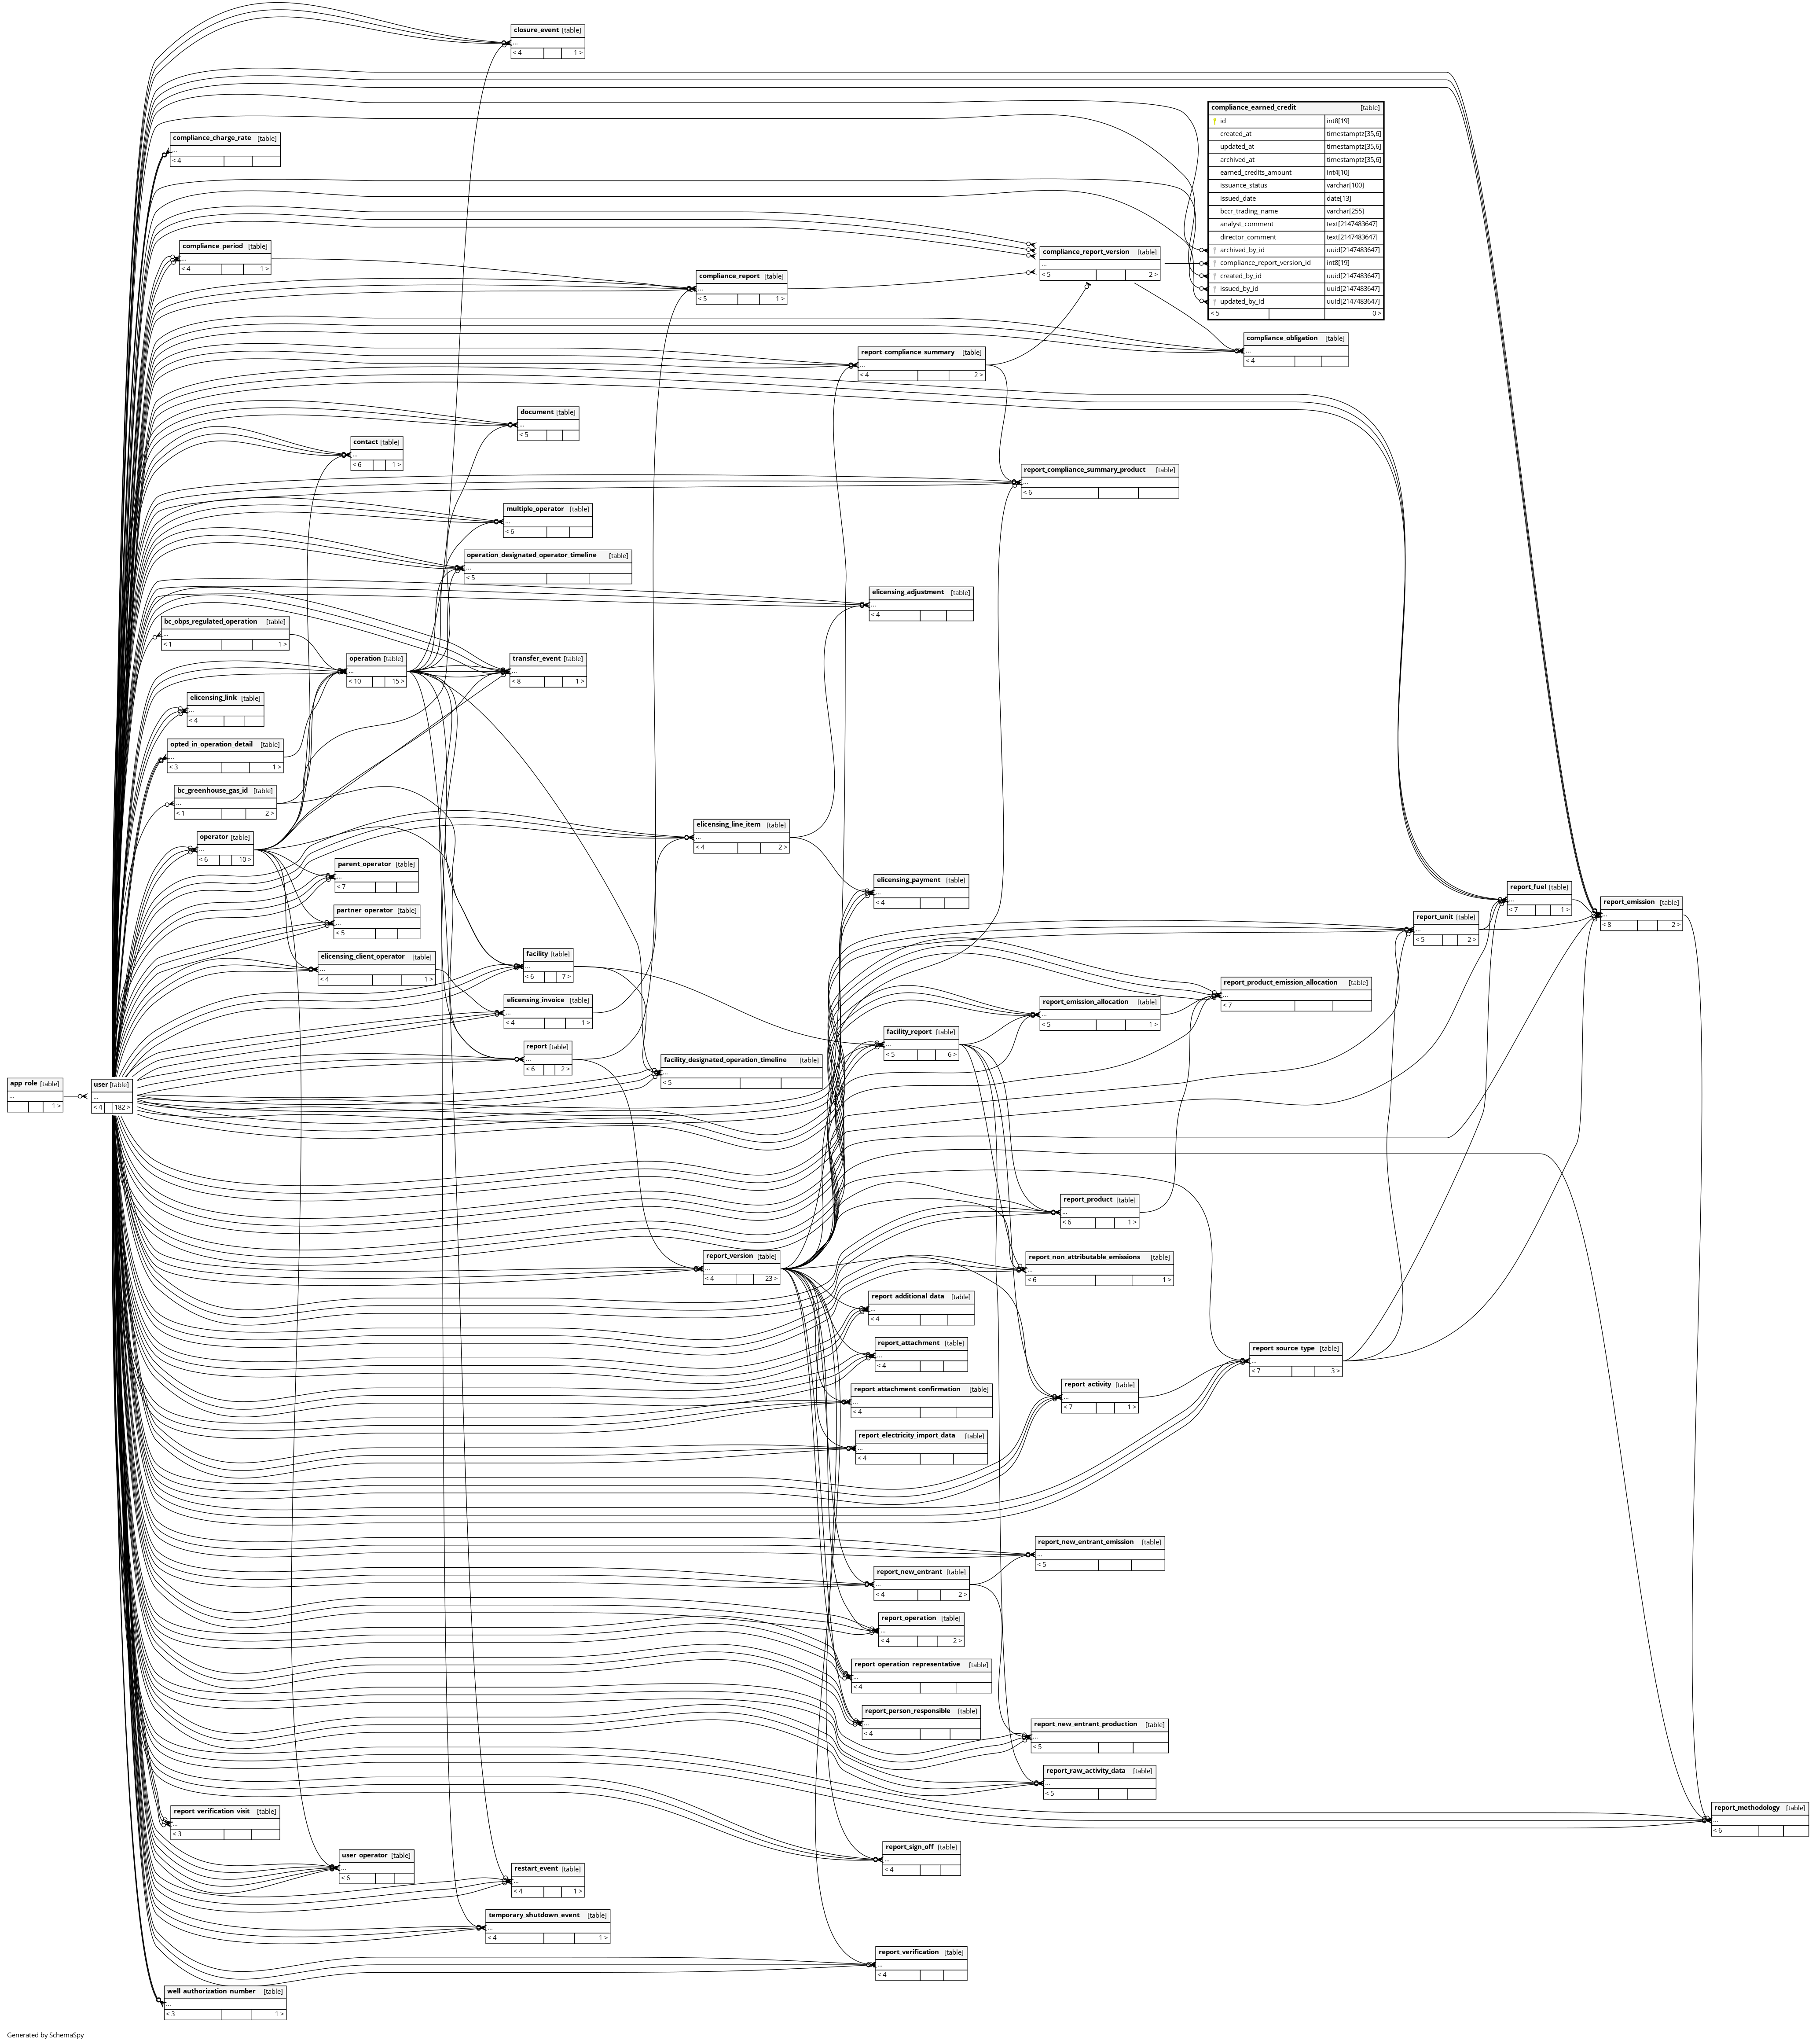 closure_event [table]
...
< 4 1 >
compliance_charge_rate [table]
...
< 4
compliance_earned_credit [table]
id int8[19]
created_at timestamptz[35,6]
updated_at timestamptz[35,6]
archived_at timestamptz[35,6]
earned_credits_amount int4[10]
issuance_status varchar[100]
issued_date date[13]
bccr_trading_name varchar[255]
analyst_comment text[2147483647]
director_comment text[2147483647]
archived_by_id uuid[2147483647]
compliance_report_version_id int8[19]
created_by_id uuid[2147483647]
issued_by_id uuid[2147483647]
updated_by_id uuid[2147483647]
< 5 0 >
compliance_period [table]
...
< 4 1 >
compliance_report_version [table]
...
< 5 2 >
compliance_report [table]
...
< 5 1 >
compliance_obligation [table]
...
< 4
report_compliance_summary [table]
...
< 4 2 >
document [table]
...
< 5
contact [table]
...
< 6 1 >
report_compliance_summary_product [table]
...
< 6
multiple_operator [table]
...
< 6
operation_designated_operator_timeline [table]
...
< 5
elicensing_adjustment [table]
...
< 4
bc_obps_regulated_operation [table]
...
< 1 1 >
operation [table]
...
< 10 15 >
transfer_event [table]
...
< 8 1 >
elicensing_link [table]
...
< 4
opted_in_operation_detail [table]
...
< 3 1 >
bc_greenhouse_gas_id [table]
...
< 1 2 >
elicensing_line_item [table]
...
< 4 2 >
operator [table]
...
< 6 10 >
parent_operator [table]
...
< 7
elicensing_payment [table]
...
< 4
report_fuel [table]
...
< 7 1 >
report_emission [table]
...
< 8 2 >
partner_operator [table]
...
< 5
report_unit [table]
...
< 5 2 >
elicensing_client_operator [table]
...
< 4 1 >
facility [table]
...
< 6 7 >
report_product_emission_allocation [table]
...
< 7
elicensing_invoice [table]
...
< 4 1 >
report_emission_allocation [table]
...
< 5 1 >
facility_report [table]
...
< 5 6 >
report [table]
...
< 6 2 >
facility_designated_operation_timeline [table]
...
< 5
app_role [table]
...
1 >
user [table]
...
< 4 182 >
report_product [table]
...
< 6 1 >
report_version [table]
...
< 4 23 >
report_non_attributable_emissions [table]
...
< 6 1 >
report_additional_data [table]
...
< 4
report_attachment [table]
...
< 4
report_source_type [table]
...
< 7 3 >
report_attachment_confirmation [table]
...
< 4
report_activity [table]
...
< 7 1 >
report_electricity_import_data [table]
...
< 4
report_new_entrant_emission [table]
...
< 5
report_new_entrant [table]
...
< 4 2 >
report_operation [table]
...
< 4 2 >
report_operation_representative [table]
...
< 4
report_person_responsible [table]
...
< 4
report_new_entrant_production [table]
...
< 5
report_raw_activity_data [table]
...
< 5
report_methodology [table]
...
< 6
report_verification_visit [table]
...
< 3
report_sign_off [table]
...
< 4
user_operator [table]
...
< 6
restart_event [table]
...
< 4 1 >
temporary_shutdown_event [table]
...
< 4 1 >
report_verification [table]
...
< 4
well_authorization_number [table]
...
< 3 1 >
Generated by SchemaSpy